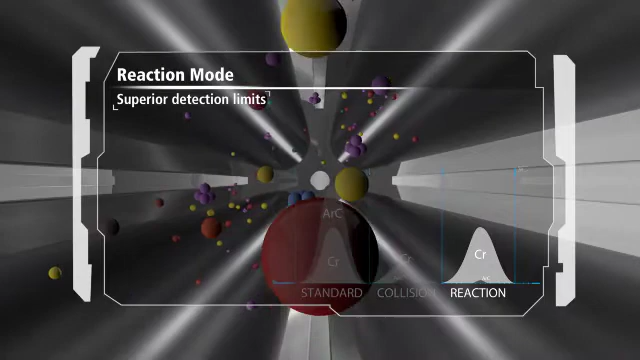 Reaction Mode
Superior detection limits
ArC
Cr
Cr
Cr
STANDARD COLLISION REACTION